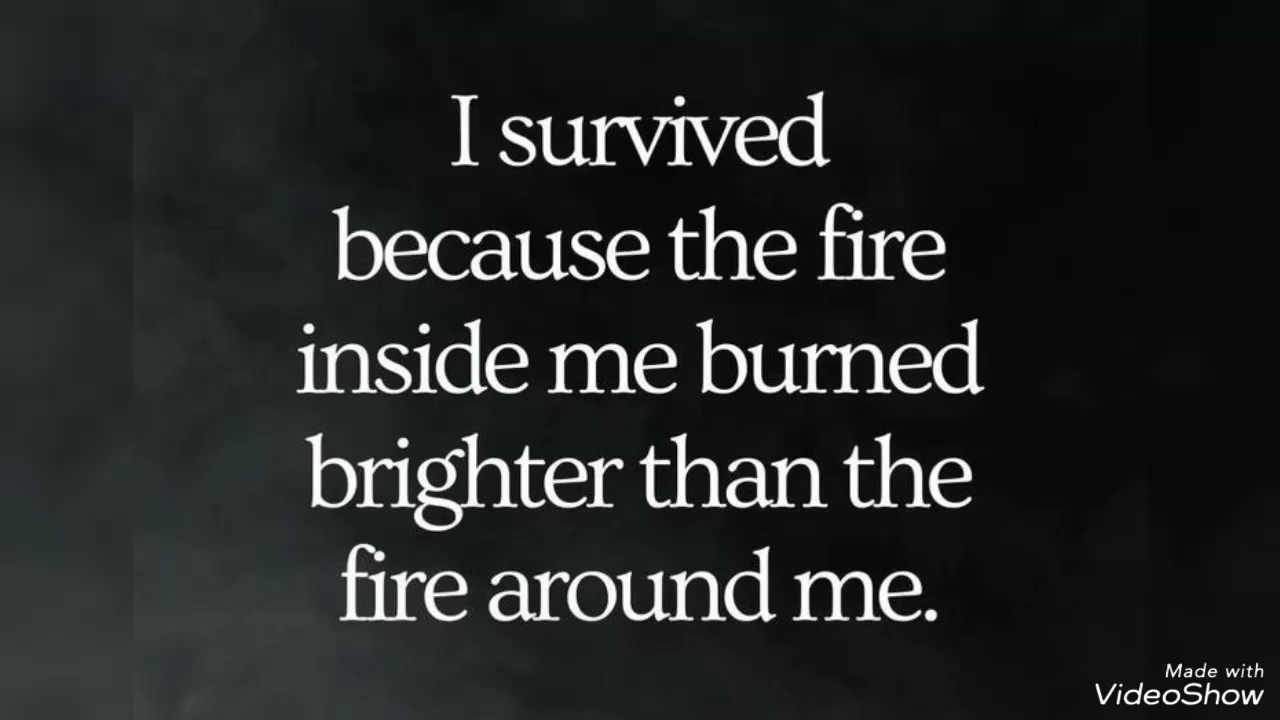 I survived
because the fire
inside me burned
brighter than the
fire around me.
Made with
VideoShow